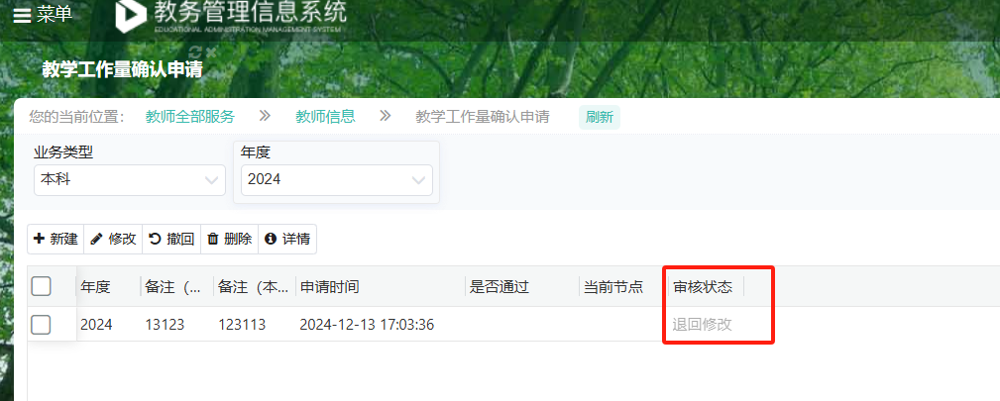 菜单
教务管理信息系统
EDUCATIONAL ADMINISTRATION MANAGEMENT SYSTEM
教学工作量确认申请
您的当前位置： 教师全部服务 » 教师信息 » 教学工作量确认申请 刷新
业务类型 年度
本科 2024
新建 修改 撤回 删除 详情
年度 备注（... 备注（本... 申请时间 是否通过 当前节点 审核状态
2024 13123 123113 2024-12-13 17:03:36 退回修改